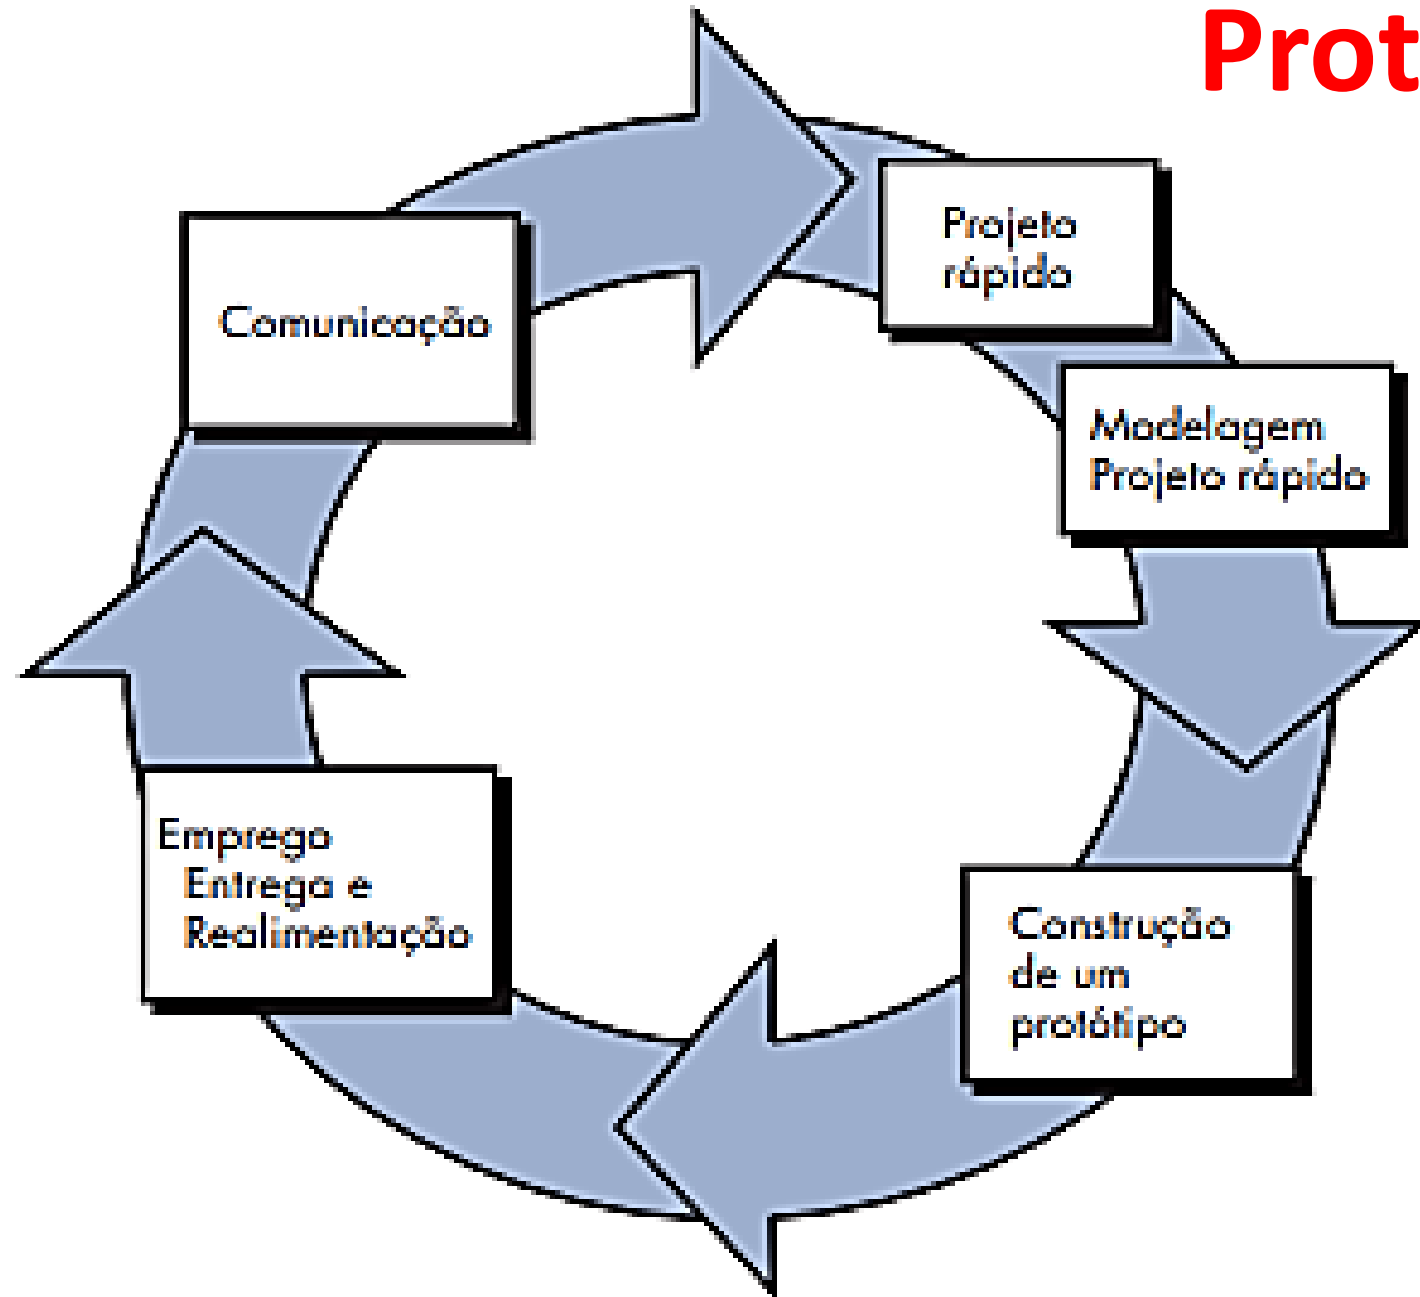 Prot
Projeto
rápido
Comunicação
Modelagem
Projeto rápido
Emprego
Entrega e
Realimentação
Construção
de um
protótipo